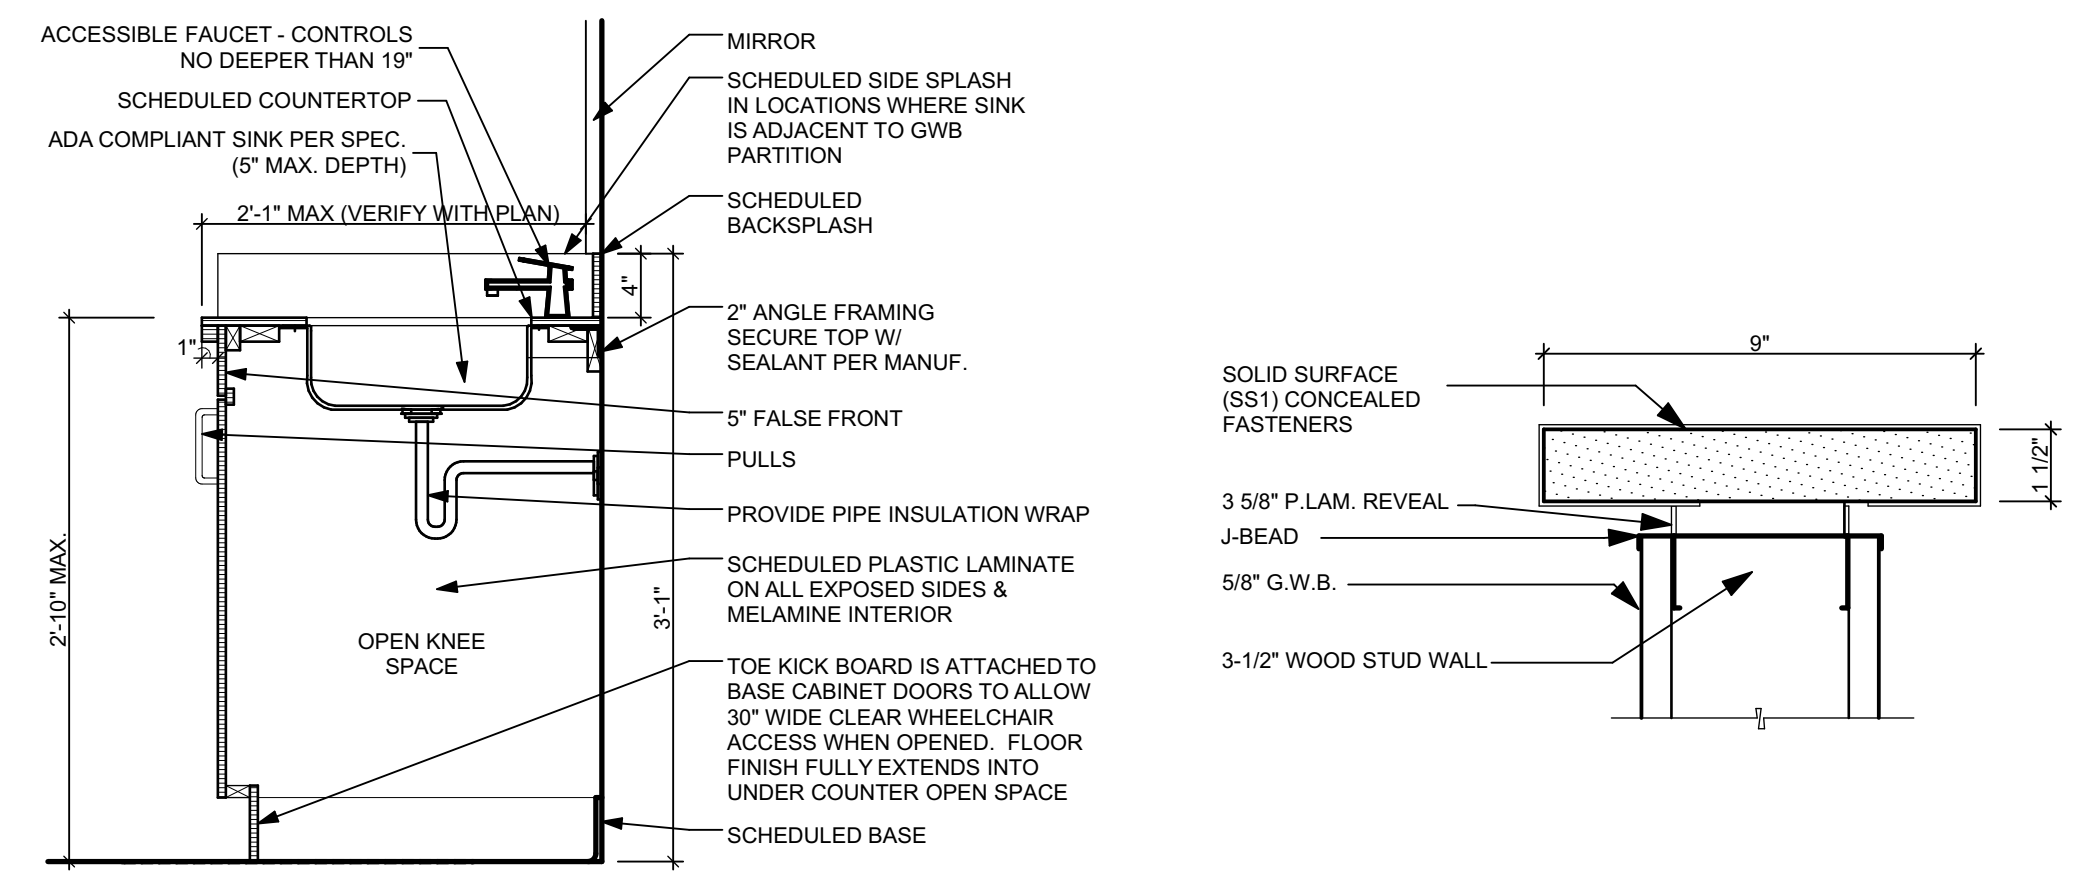 ACCESSIBLE FAUCET - CONTROLS
NO DEEPER THAN 19"
SCHEDULED COUNTERTOP
ADA COMPLIANT SINK PER SPEC.
(5" MAX. DEPTH)
2'-1" MAX (VERIFY WITH PLAN)
1"
2'-10" MAX.
OPEN KNEE
SPACE
4"
3'-1"
MIRROR
SCHEDULED SIDE SPLASH
IN LOCATIONS WHERE SINK
IS ADJACENT TO GWB
PARTITION
SCHEDULED
BACKSPLASH
2" ANGLE FRAMING
SECURE TOP W/
SEALANT PER MANUF.
5" FALSE FRONT
PULLS
PROVIDE PIPE INSULATION WRAP
SCHEDULED PLASTIC LAMINATE
ON ALL EXPOSED SIDES &
MELAMINE INTERIOR
TOE KICK BOARD IS ATTACHED TO
BASE CABINET DOORS TO ALLOW
30" WIDE CLEAR WHEELCHAIR
ACCESS WHEN OPENED.  FLOOR
FINISH FULLY EXTENDS INTO
UNDER COUNTER OPEN SPACE
SCHEDULED BASE
9"
SOLID SURFACE
(SS1) CONCEALED
FASTENERS
1 1/2"
3 5/8" P.LAM. REVEAL
J-BEAD
5/8" G.W.B.
3-1/2" WOOD STUD WALL